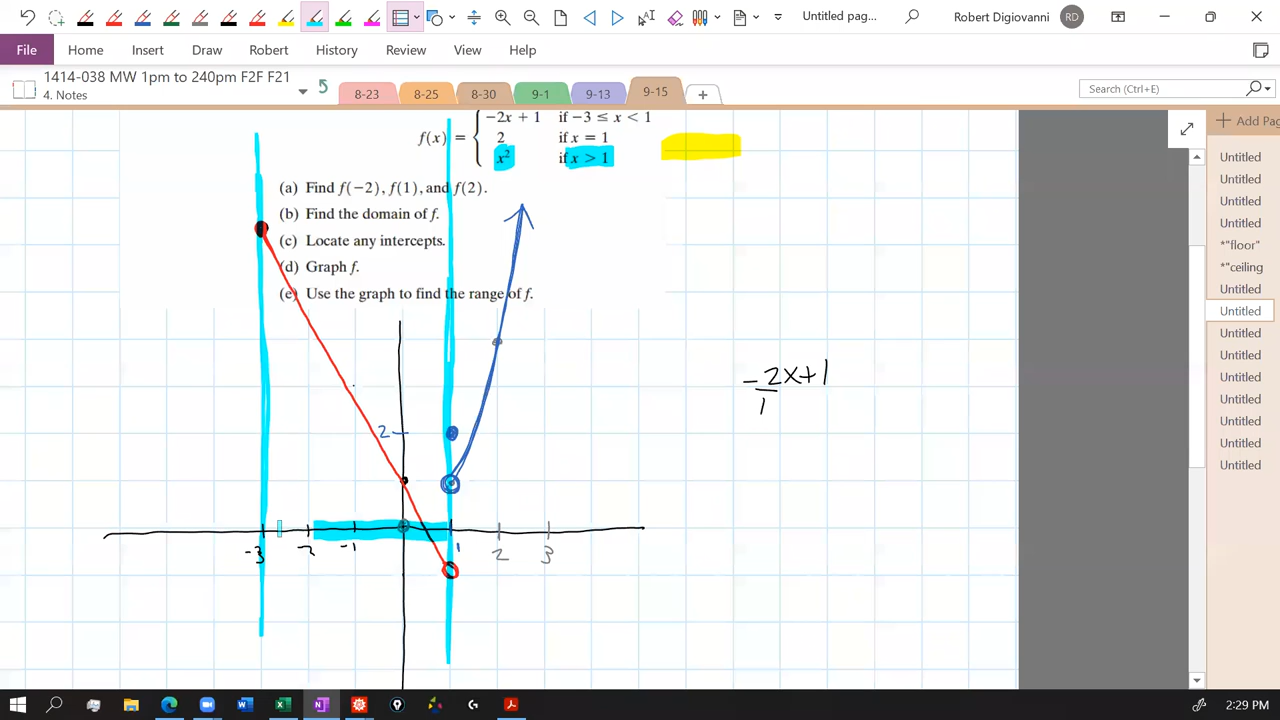 Untitled pag...
Robert Digiovanni
RD
File
Home
Insert
Draw
Robert
History
Review
View
Help
1414-038 MW 1pm to 240pm F2F F21
4. Notes
8-23
8-25
8-30
9-1
9-13
9-15
Search (Ctrl+E)
Add Pag
Untitled
Untitled
Untitled
Untitled
*"floor"
*"ceiling
Untitled
Untitled
Untitled
Untitled
Untitled
Untitled
Untitled
Untitled
Untitled
−2x + 1 if −3 ≤ x < 1
f(x) = { 2 if x = 1
x² if x > 1
(a) Find f(−2), f(1), and f(2).
(b) Find the domain of f.
(c) Locate any intercepts.
(d) Graph f.
(e) Use the graph to find the range of f.
-2x+1
1
2
-3 -2 -1 1 2 3
2:29 PM